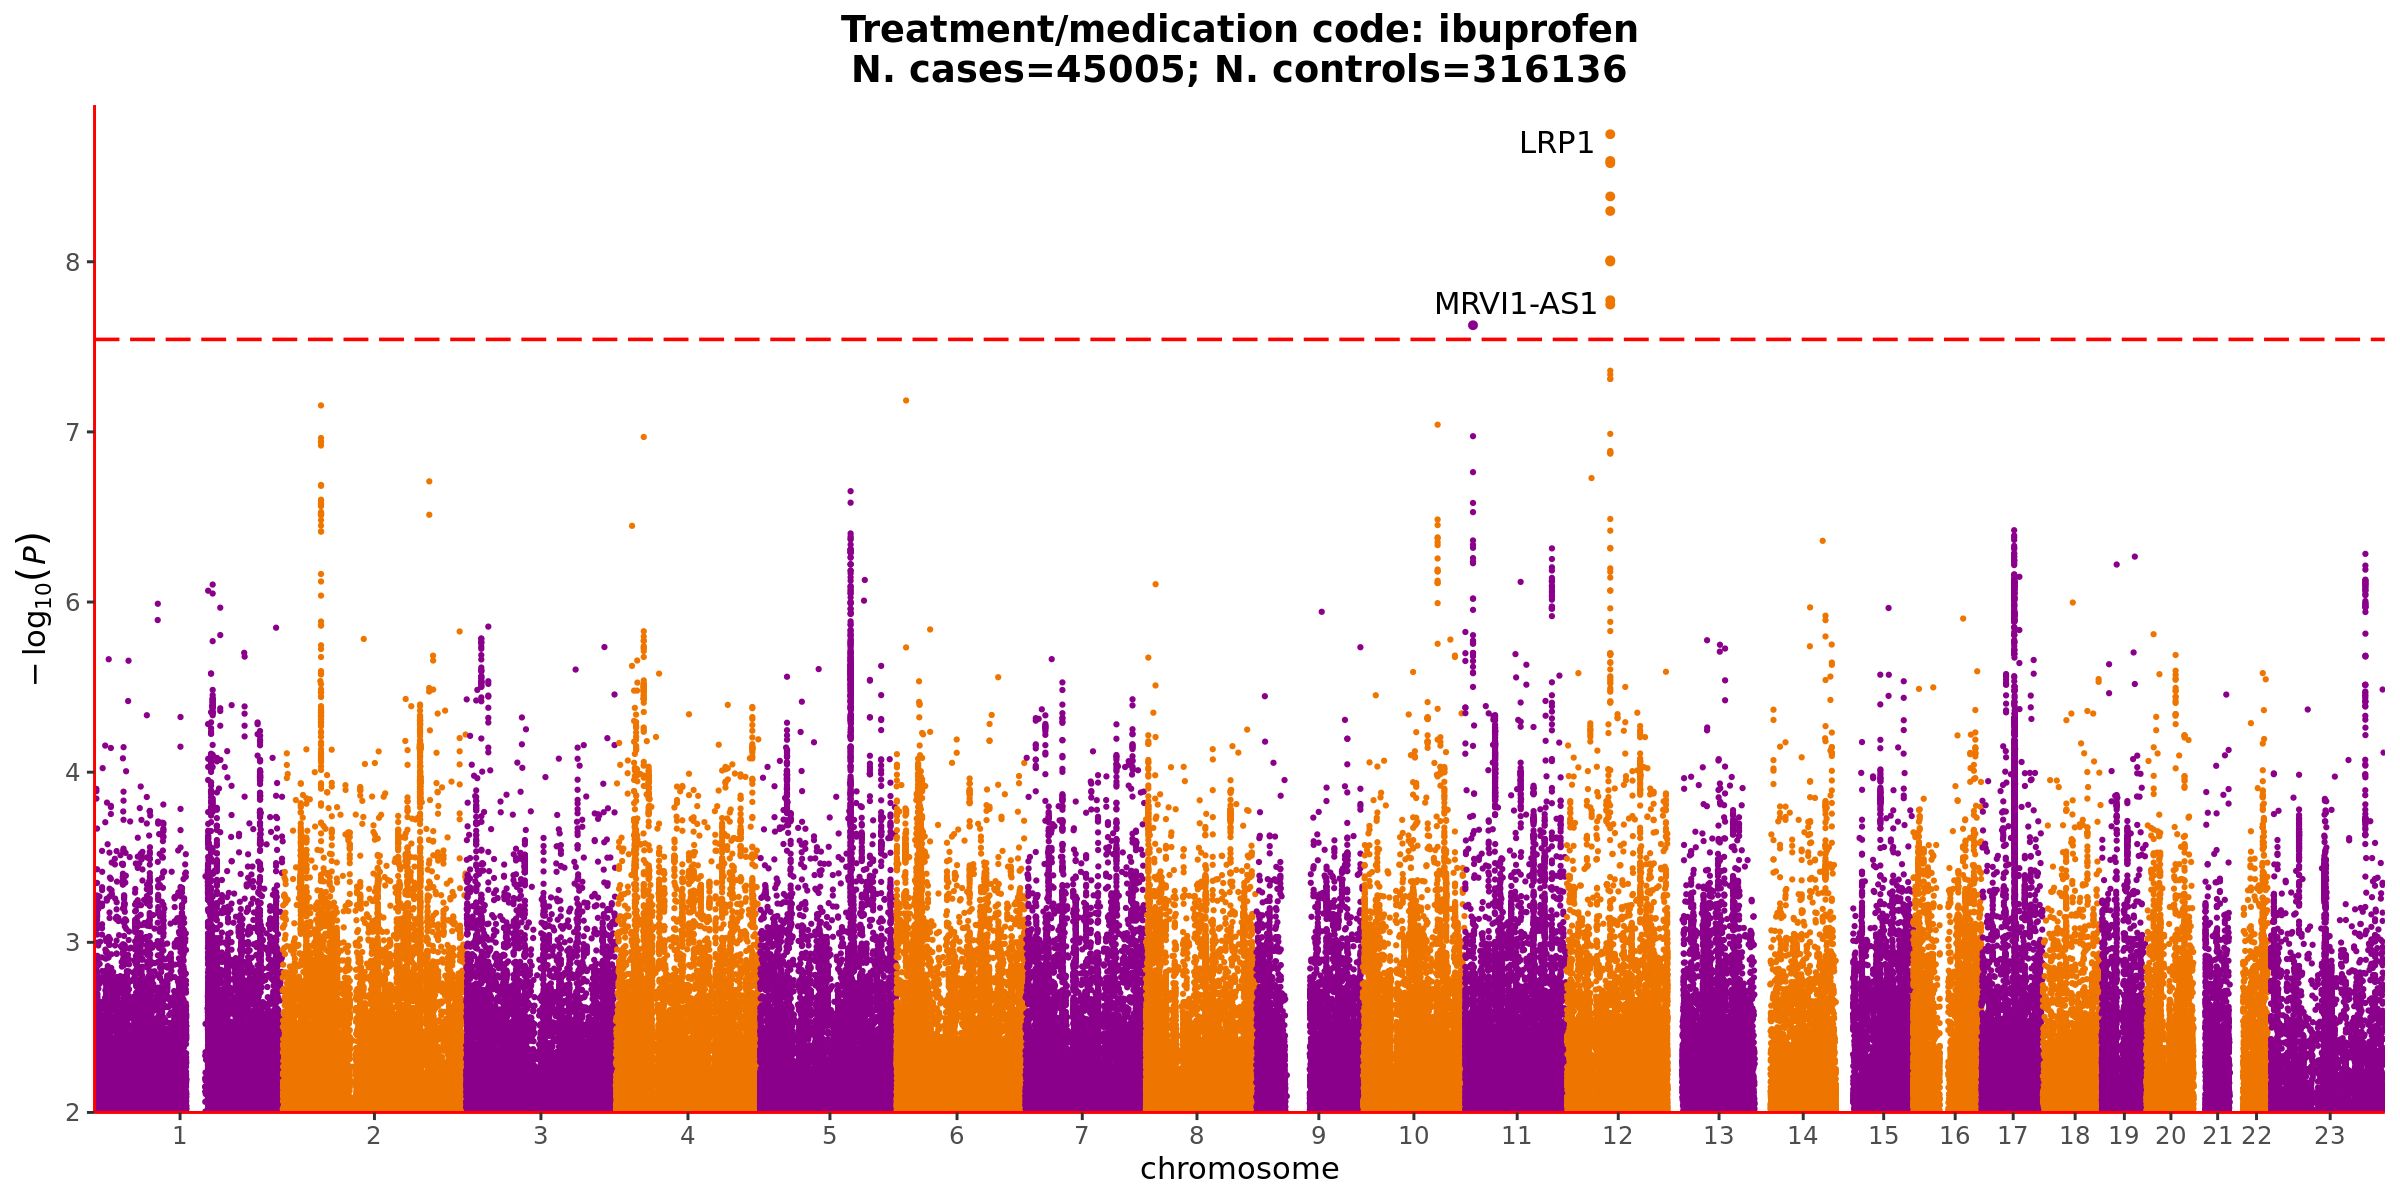 Treatment/medication code: ibuprofen
N. cases=45005; N. controls=316136
LRP1
MRVI1-AS1
8
7
6
5
4
3
2
−log10(P)
1 2 3 4 5 6 7 8 9 10 11 12 13 14 15 16 17 18 19 20 21 22 23
chromosome